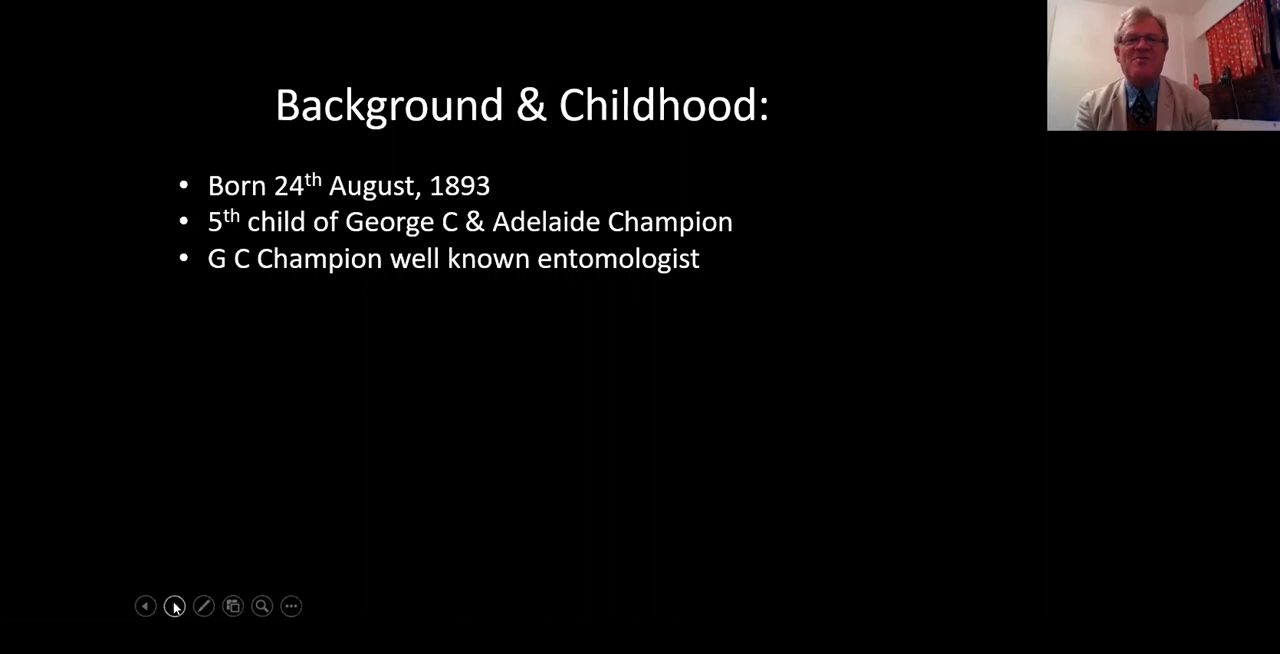 Background & Childhood:
• Born 24th August, 1893
• 5th child of George C & Adelaide Champion
• G C Champion well known entomologist